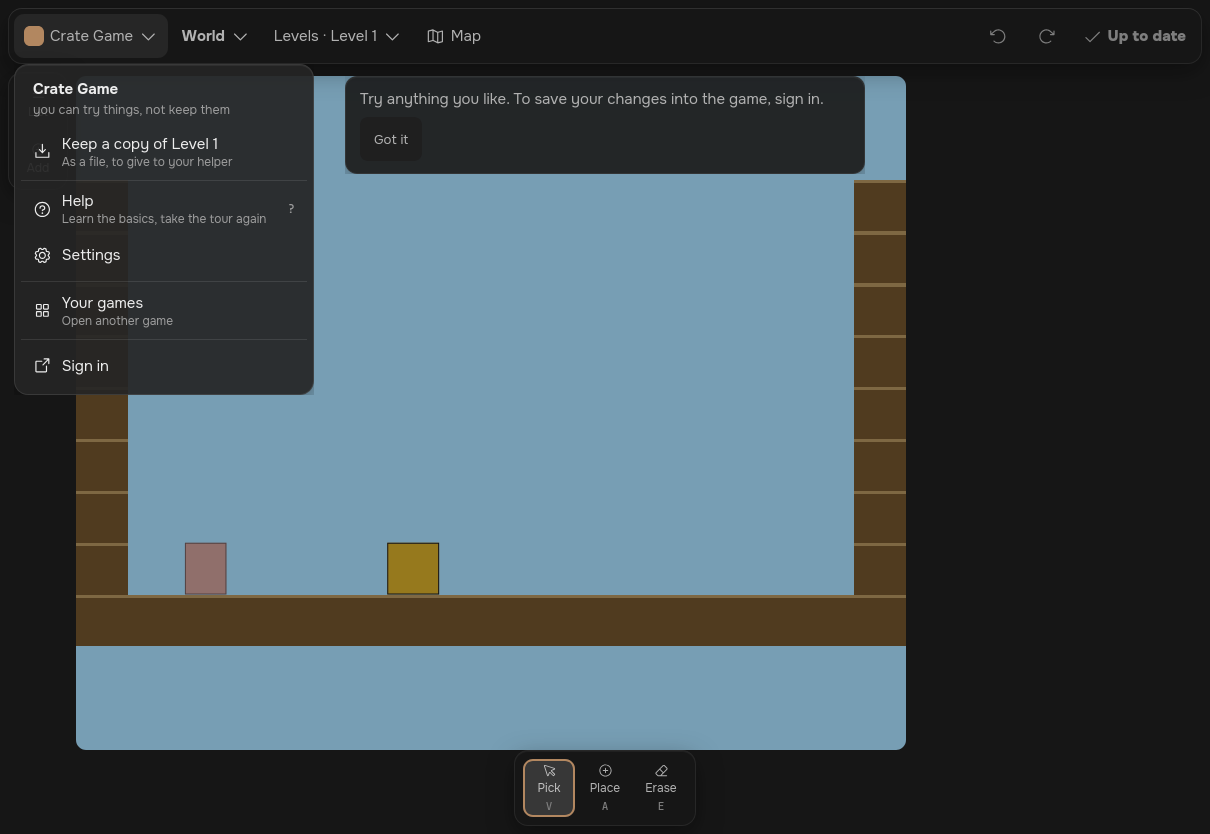 Crate Game
World
Levels · Level 1
Map
Up to date
Crate Game
you can try things, not keep them
Keep a copy of Level 1
As a file, to give to your helper
Help
Learn the basics, take the tour again
?
Settings
Your games
Open another game
Sign in
Add
Try anything you like. To save your changes into the game, sign in.
Got it
Pick
V
Place
A
Erase
E